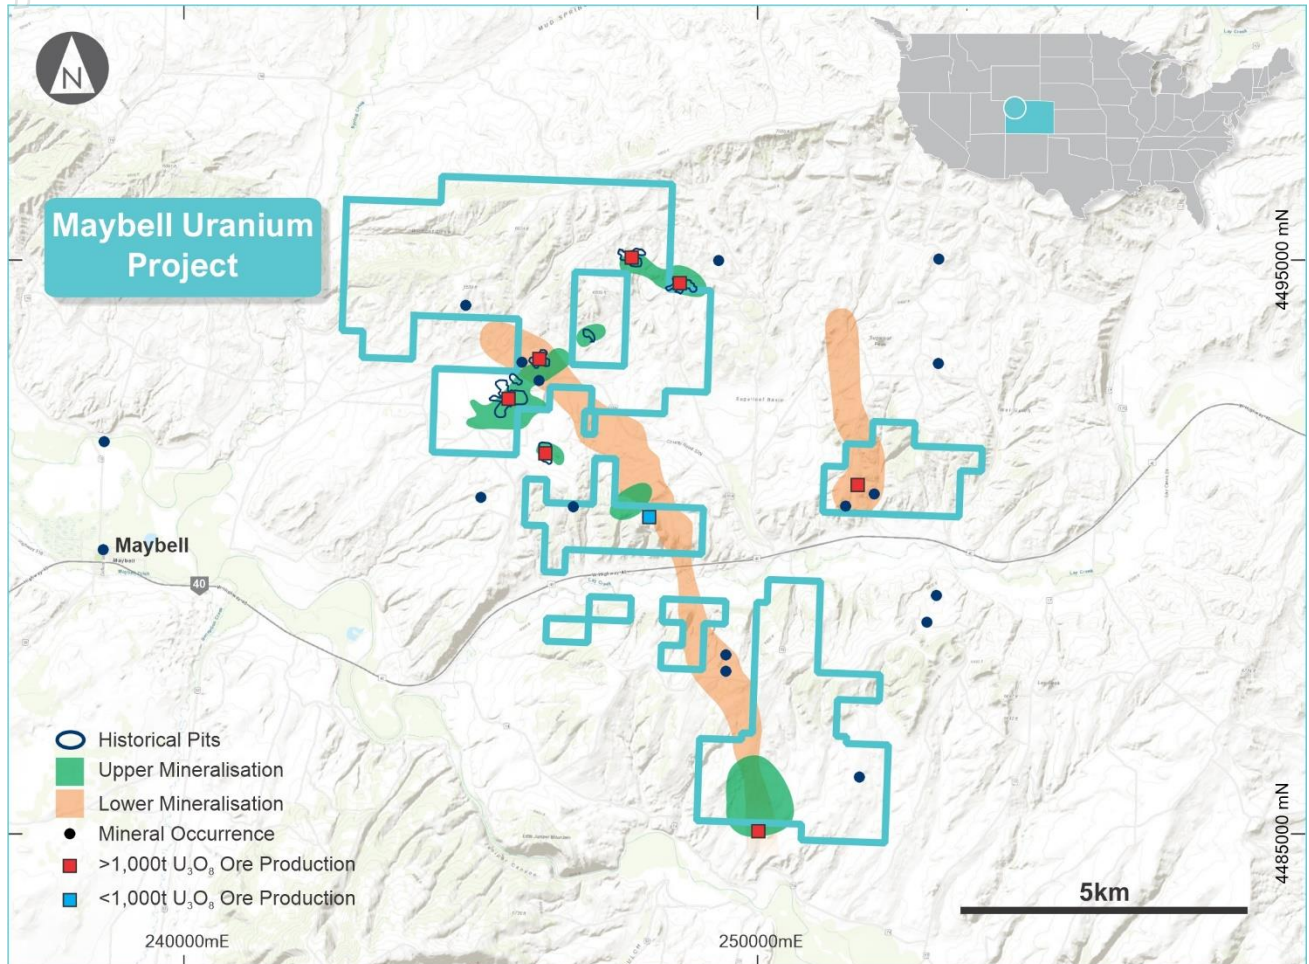 N
Maybell Uranium
Project
4495000 mN
Maybell
Maybell
40
Historical Pits
Upper Mineralisation
Lower Mineralisation
Mineral Occurrence
>1,000t U₃O₈ Ore Production
<1,000t U₃O₈ Ore Production
5km
4485000 mN
240000mE
250000mE